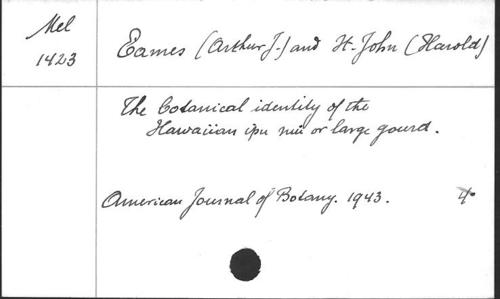 Mel
1423
Eames (Arthur J.) and St. John (Harold)
The botanical identity of the
Hawaiian ipu nui or large gourd.
American Journal of Botany. 1943. 4°